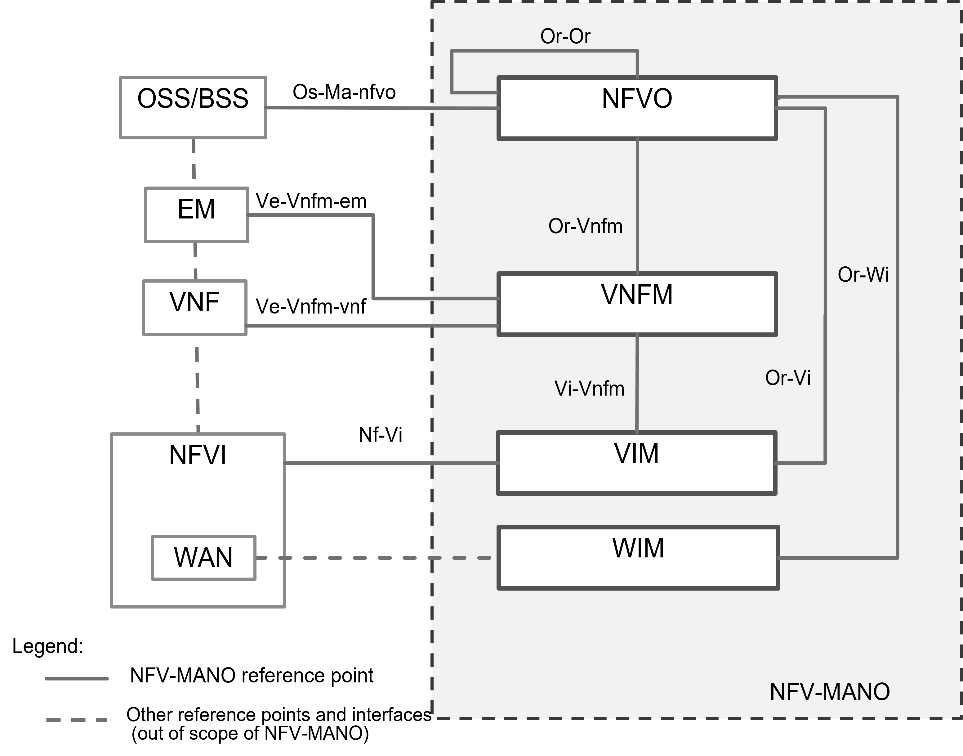 Or-Or
Os-Ma-nfvo
OSS/BSS
NFVO
EM
Ve-Vnfm-em
Or-Vnfm
Or-Wi
VNF
Ve-Vnfm-vnf
VNFM
Vi-Vnfm
Or-Vi
Nf-Vi
NFVI
VIM
WAN
WIM
Legend:
NFV-MANO reference point
NFV-MANO
Other reference points and interfaces
(out of scope of NFV-MANO)